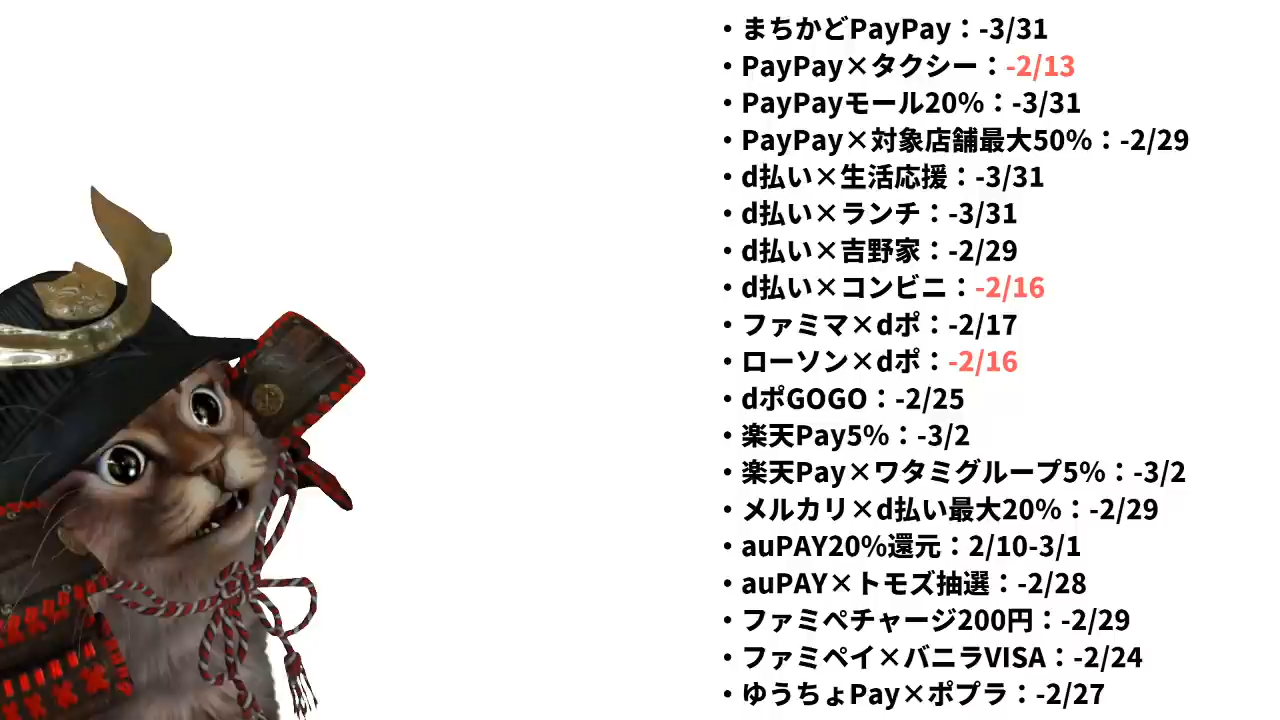 ・まちかどPayPay：-3/31
・PayPay×タクシー：-2/13
・PayPayモール20%：-3/31
・PayPay×対象店舗最大50%：-2/29
・d払い×生活応援：-3/31
・d払い×ランチ：-3/31
・d払い×吉野家：-2/29
・d払い×コンビニ：-2/16
・ファミマ×dポ：-2/17
・ローソン×dポ：-2/16
・dポGOGO：-2/25
・楽天Pay5%：-3/2
・楽天Pay×ワタミグループ5%：-3/2
・メルカリ×d払い最大20%：-2/29
・auPAY20%還元：2/10-3/1
・auPAY×トモズ抽選：-2/28
・ファミペチャージ200円：-2/29
・ファミペイ×バニラVISA：-2/24
・ゆうちょPay×ポプラ：-2/27